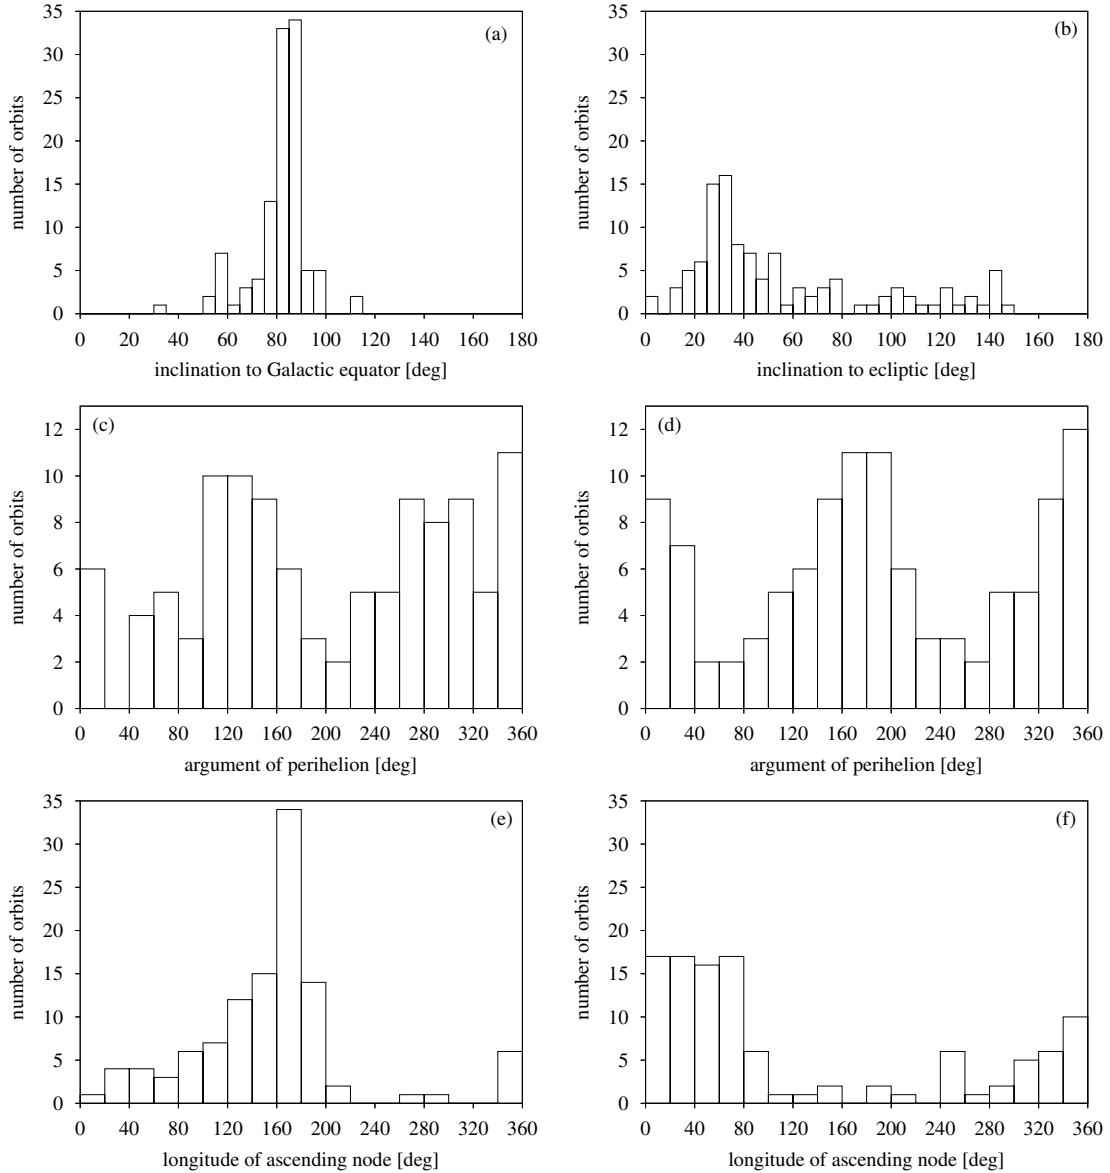 35
30
25
20
15
10
5
0
number of orbits
(a)
0 20 40 60 80 100 120 140 160 180
inclination to Galactic equator [deg]
35
30
25
20
15
10
5
0
number of orbits
(b)
0 20 40 60 80 100 120 140 160 180
inclination to ecliptic [deg]
12
10
8
6
4
2
0
number of orbits
(c)
0 40 80 120 160 200 240 280 320 360
argument of perihelion [deg]
12
10
8
6
4
2
0
number of orbits
(d)
0 40 80 120 160 200 240 280 320 360
argument of perihelion [deg]
35
30
25
20
15
10
5
0
number of orbits
(e)
0 40 80 120 160 200 240 280 320 360
longitude of ascending node [deg]
35
30
25
20
15
10
5
0
number of orbits
(f)
0 40 80 120 160 200 240 280 320 360
longitude of ascending node [deg]